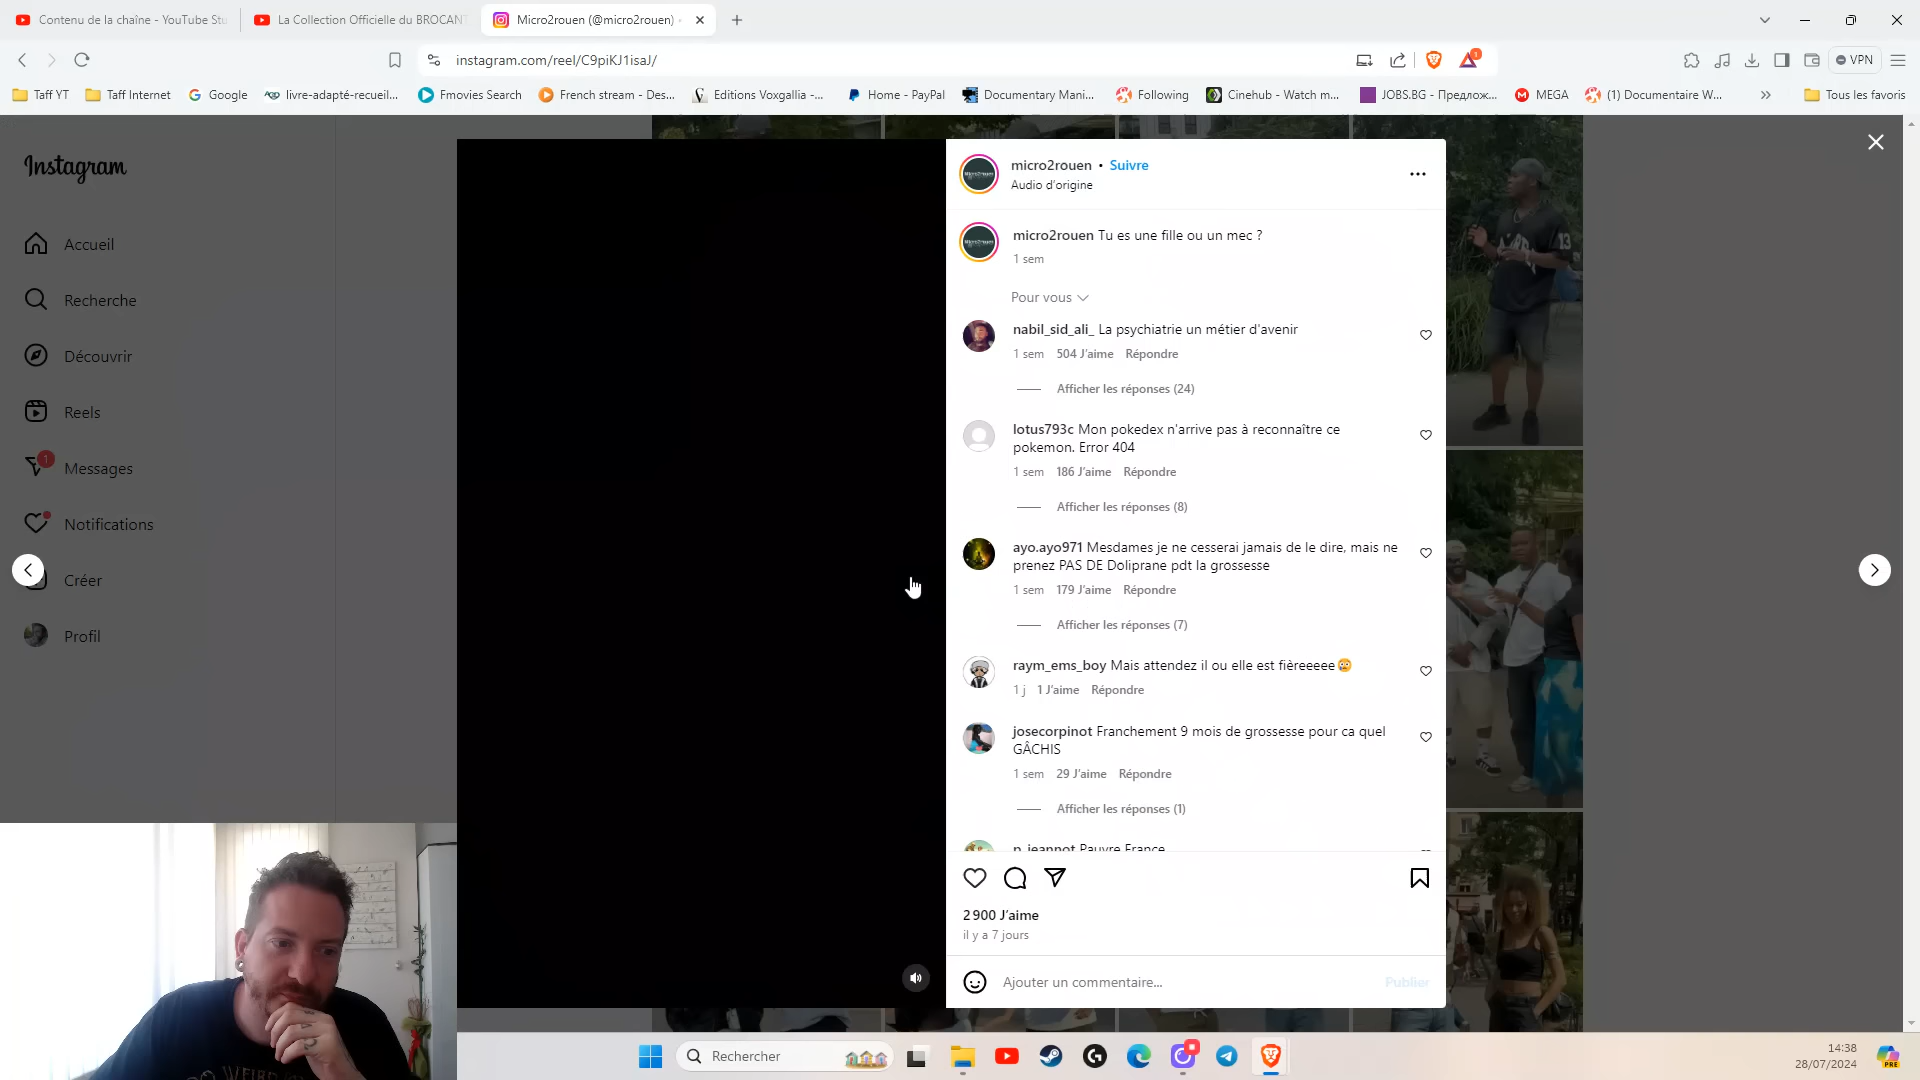 Contenu de la chaîne - YouTube Stu
La Collection Officielle du BROCANT
Micro2rouen (@micro2rouen)
instagram.com/reel/C9piKJ1isaJ/
1
VPN
Taff YT
Taff Internet
Google
livre-adapté-recueil...
Fmovies Search
French stream - Des...
Editions Voxgallia -...
Home - PayPal
Documentary Mani...
Following
Cinehub - Watch m...
JOBS.BG - Предлож...
MEGA
(1) Documentaire W...
Tous les favoris
Instagram
Accueil
Recherche
Découvrir
Reels
1
Messages
Notifications
Créer
Profil
micro2rouen • Suivre
Audio d'origine
micro2rouen Tu es une fille ou un mec ?
1 sem
Pour vous
nabil_sid_ali_ La psychiatrie un métier d'avenir
1 sem 504 J'aime Répondre
Afficher les réponses (24)
lotus793c Mon pokedex n'arrive pas à reconnaître ce
pokemon. Error 404
1 sem 186 J'aime Répondre
Afficher les réponses (8)
ayo.ayo971 Mesdames je ne cesserai jamais de le dire, mais ne
prenez PAS DE Doliprane pdt la grossesse
1 sem 179 J'aime Répondre
Afficher les réponses (7)
raym_ems_boy Mais attendez il ou elle est fièreeeee😳
1 j 1 J'aime Répondre
josecorpinot Franchement 9 mois de grossesse pour ca quel
GÂCHIS
1 sem 29 J'aime Répondre
Afficher les réponses (1)
p_jeannot Pauvre France
2 900 J'aime
il y a 7 jours
Ajouter un commentaire...
Publier
13
WEIRD
Rechercher
14:38
28/07/2024
PRE